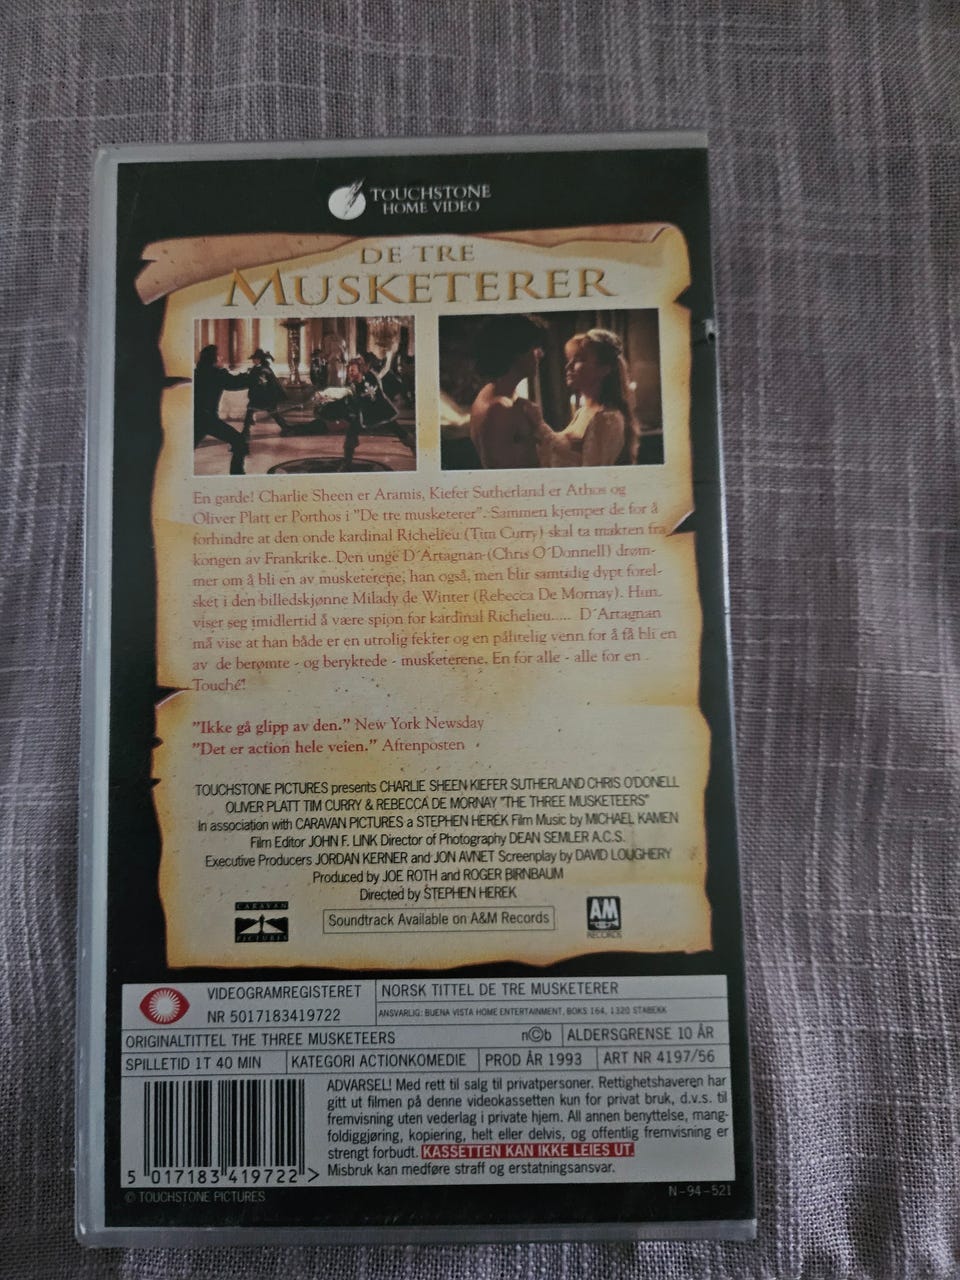 TOUCHSTONE
HOME VIDEO
DE TRE
MUSKETERER
En garde! Charlie Sheen er Aramis, Kiefer Sutherland er Athos og
Oliver Platt er Porthos i "De tre musketerer". Sammen kjemper de for å
forhindre at den onde kardinal Richelieu (Tim Curry) skal ta makten fra
kongen av Frankrike. Den unge D´Artagnan (Chris O´Donnell) drøm-
mer om å bli en av musketerene, han også, men blir samtidig dypt forel-
sket i den billedskjønne Milady de Winter (Rebecca De Mornay). Hun
viser seg imidlertid å være spion for kardinal Richelieu..... D´Artagnan
må vise at han både er en utrolig fekter og en pålitelig venn for å få bli en
av de berømte - og beryktede - musketerene. En for alle - alle for en.
Touché!
"Ikke gå glipp av den." New York Newsday
"Det er action hele veien." Aftenposten
TOUCHSTONE PICTURES presents CHARLIE SHEEN KIEFER SUTHERLAND CHRIS O'DONELL
OLIVER PLATT TIM CURRY & REBECCA DE MORNAY "THE THREE MUSKETEERS"
In association with CARAVAN PICTURES a STEPHEN HEREK Film Music by MICHAEL KAMEN
Film Editor JOHN F. LINK Director of Photography DEAN SEMLER A.C.S.
Executive Producers JORDAN KERNER and JON AVNET Screenplay by DAVID LOUGHERY
Produced by JOE ROTH and ROGER BIRNBAUM
Directed by STEPHEN HEREK
CARAVAN
PICTURES
Soundtrack Available on A&M Records
A&M
RECORDS
VIDEOGRAMREGISTERET
NR 5017183419722
NORSK TITTEL DE TRE MUSKETERER
ANSVARLIG: BUENA VISTA HOME ENTERTAINMENT, BOKS 164, 1320 STABEKK
ORIGINALTITTEL THE THREE MUSKETEERS
n©b
ALDERSGRENSE 10 ÅR
SPILLETID 1T 40 MIN
KATEGORI ACTIONKOMEDIE
PROD ÅR 1993
ART NR 4197/56
ADVARSEL! Med rett til salg til privatpersoner. Rettighetshaveren har
gitt ut filmen på denne videokassetten kun for privat bruk, d.v.s. til
fremvisning uten vederlag i private hjem. All annen benyttelse, mang-
foldiggjøring, kopiering, helt eller delvis, og offentlig fremvisning er
strengt forbudt. KASSETTEN KAN IKKE LEIES UT.
Misbruk kan medføre straff og erstatningsansvar.
5 017183 419722 >
© TOUCHSTONE PICTURES
N-94-521